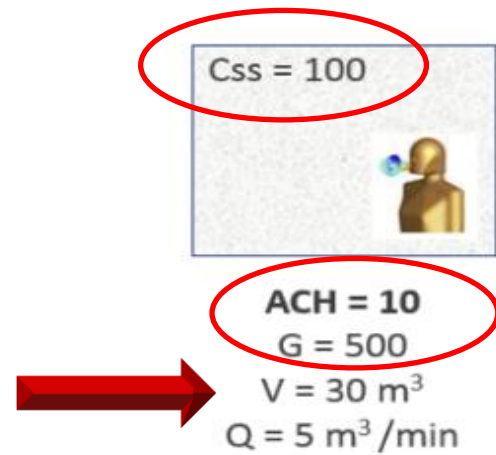 Css = 100
ACH = 10
G = 500
V = 30 m³
Q = 5 m³/min